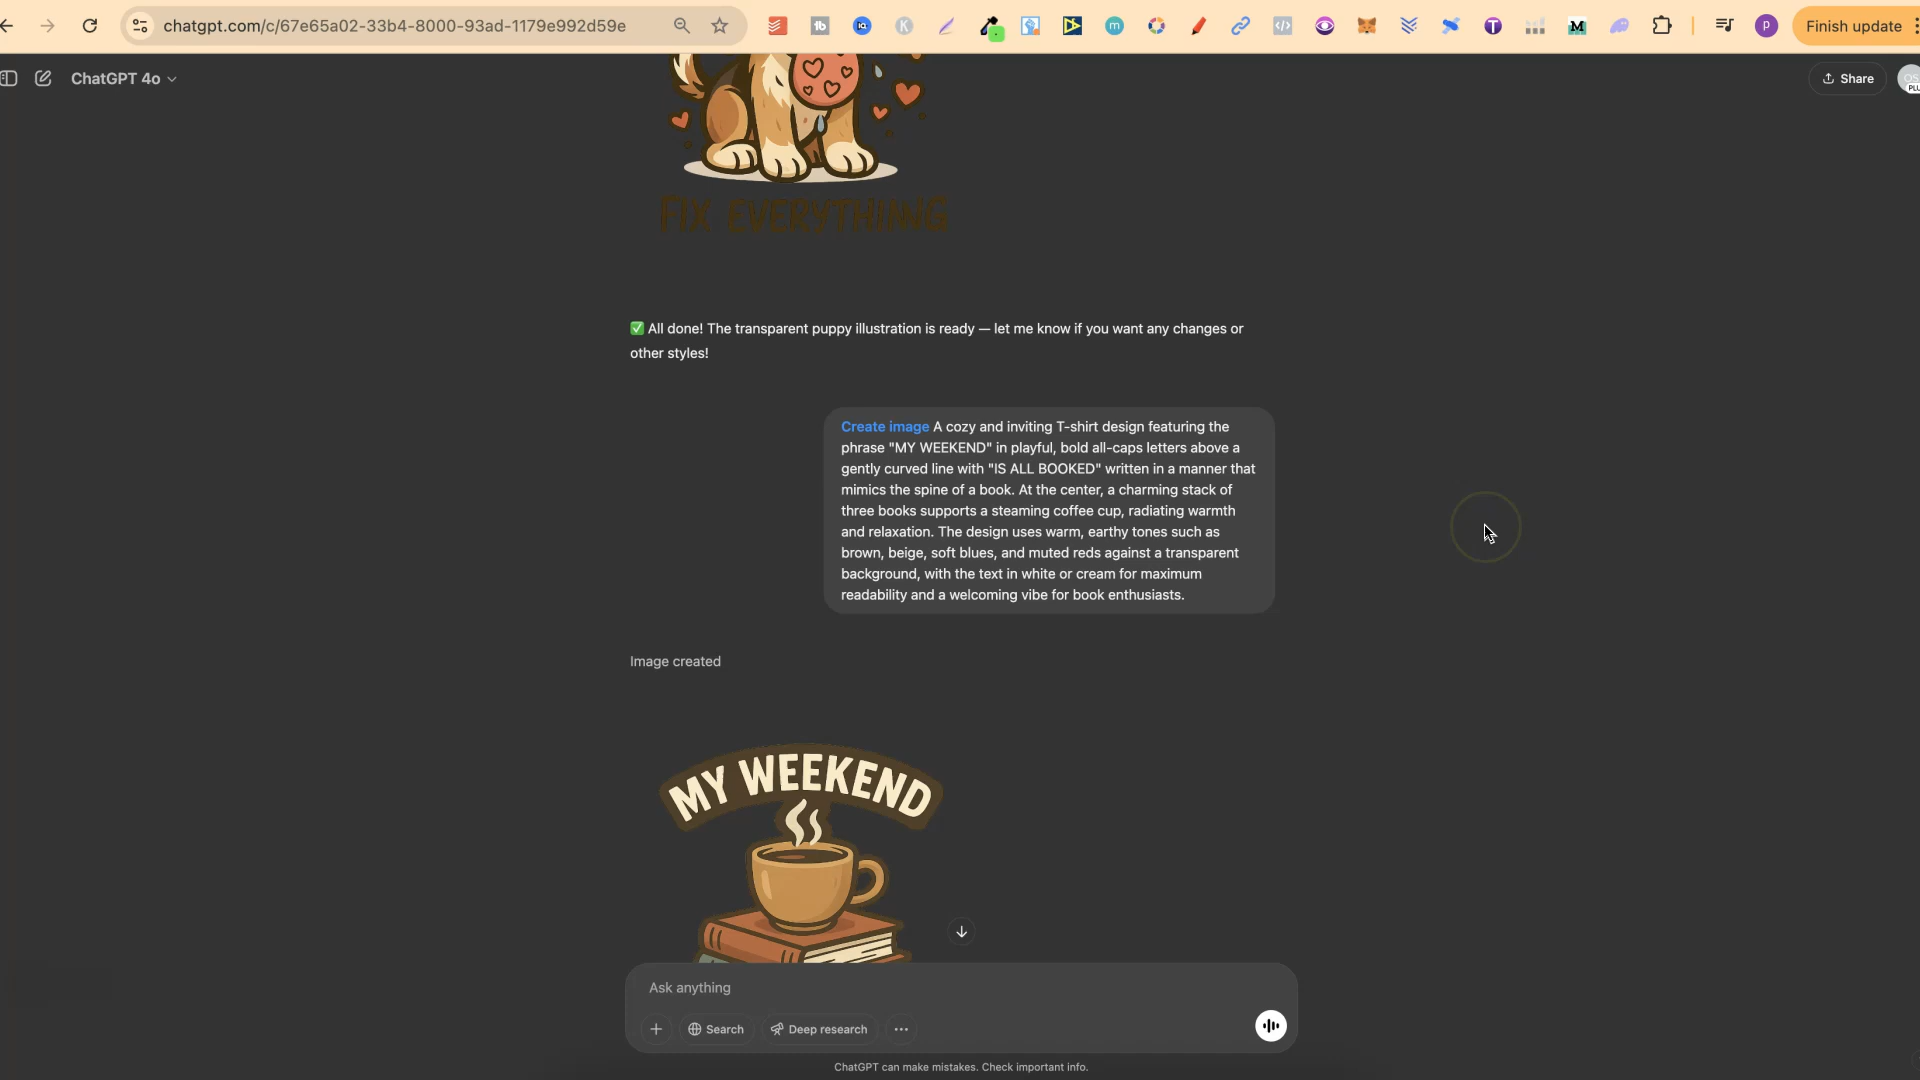 chatgpt.com/c/67e65a02-33b4-8000-93ad-1179e992d59e
Finish update
ChatGPT 4o
Share
PLU
FIX EVERYTHING
✅ All done! The transparent puppy illustration is ready — let me know if you want any changes or
other styles!
Create image A cozy and inviting T-shirt design featuring the
phrase "MY WEEKEND" in playful, bold all-caps letters above a
gently curved line with "IS ALL BOOKED" written in a manner that
mimics the spine of a book. At the center, a charming stack of
three books supports a steaming coffee cup, radiating warmth
and relaxation. The design uses warm, earthy tones such as
brown, beige, soft blues, and muted reds against a transparent
background, with the text in white or cream for maximum
readability and a welcoming vibe for book enthusiasts.
Image created
MY WEEKEND
Ask anything
Search
Deep research
ChatGPT can make mistakes. Check important info.